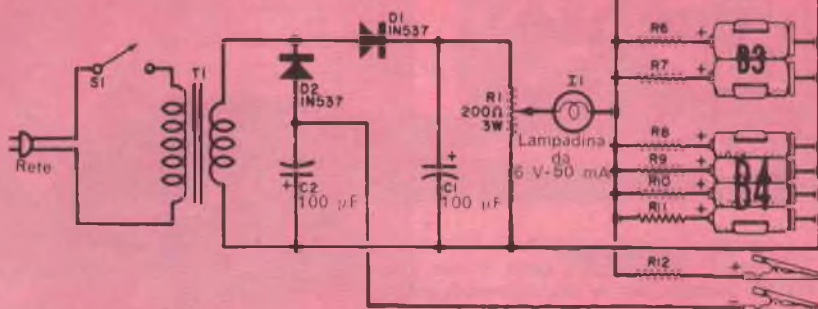 D1
1N537
S1
T1
D2
1N537
Rete
C2
100 µF
C1
100 µF
R1
200Ω
3W
I1
Lampadina
da
6 V-50 mA
R6
R7
B3
R8
R9
R10
R11
B4
R12